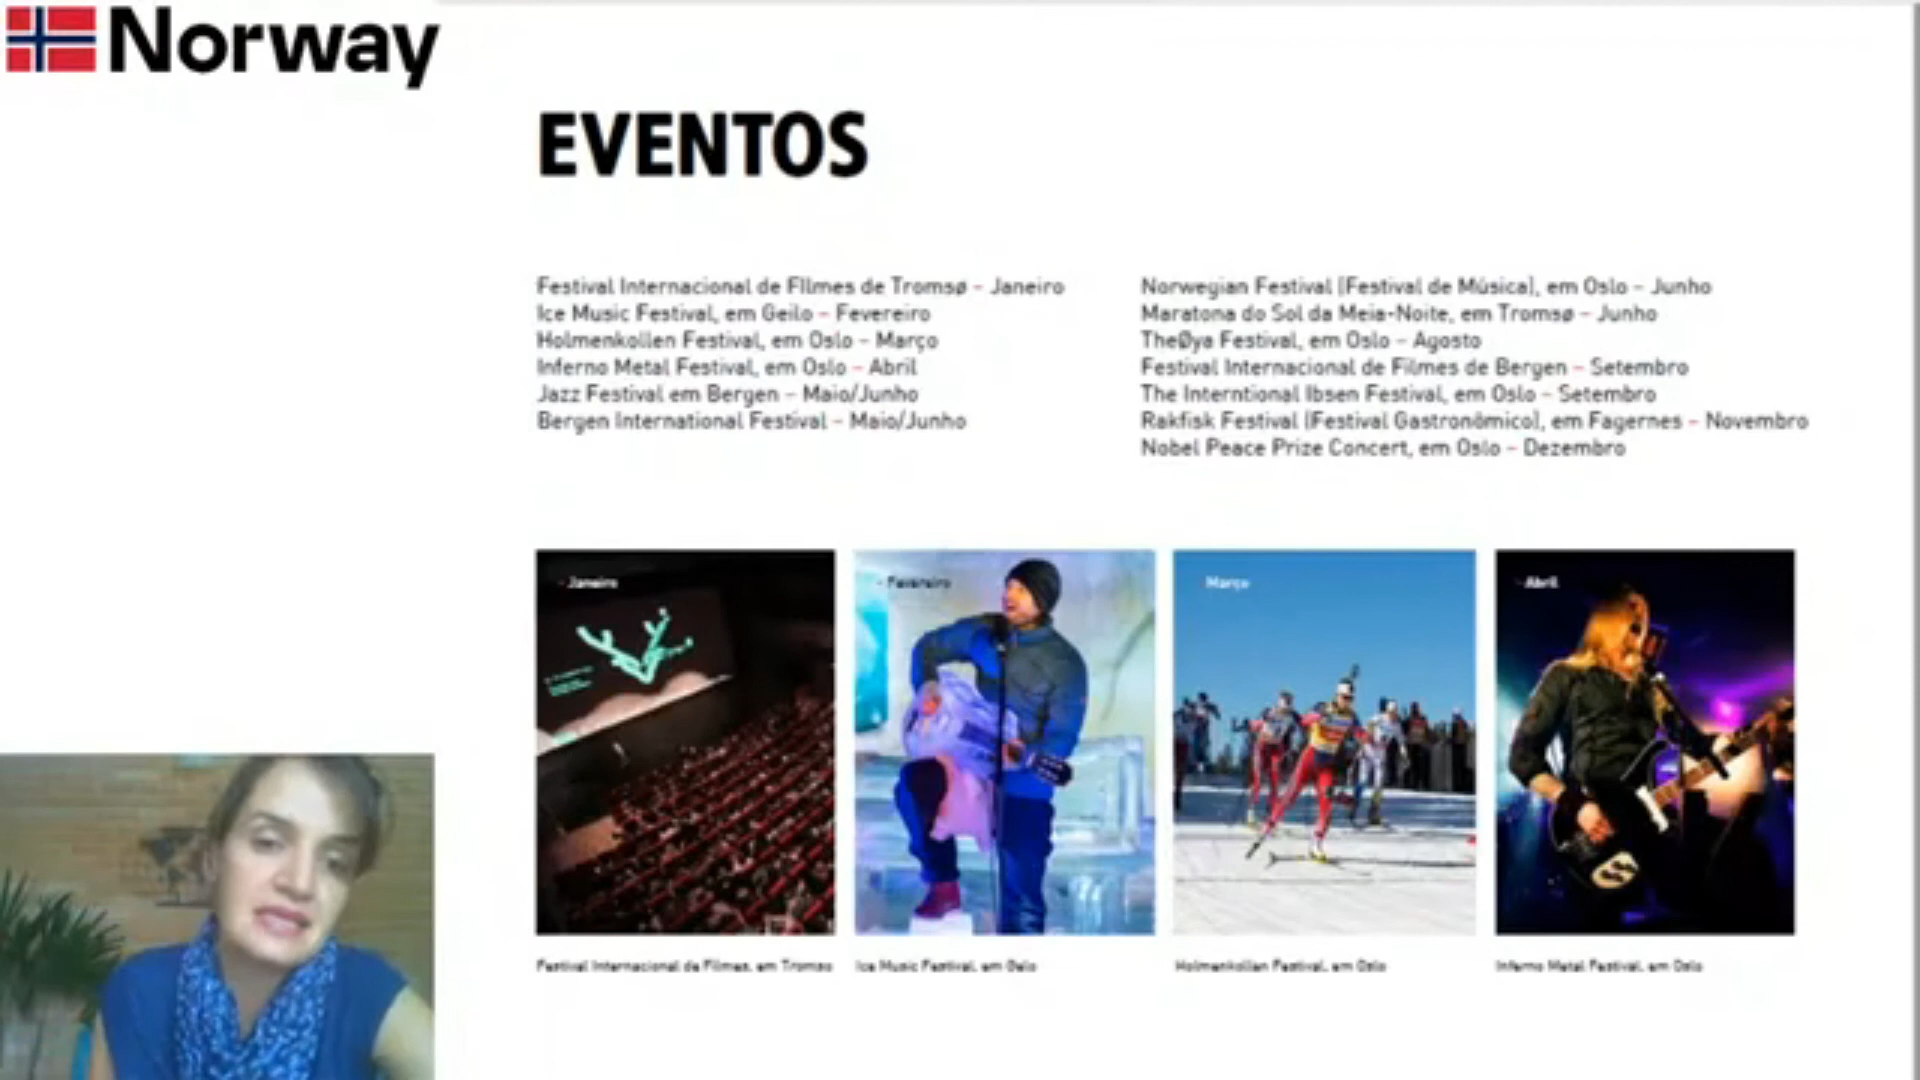 Norway
EVENTOS
Festival Internacional de FIlmes de Tromsø – Janeiro
Ice Music Festival, em Geilo – Fevereiro
Holmenkollen Festival, em Oslo – Março
Inferno Metal Festival, em Oslo – Abril
Jazz Festival em Bergen – Maio/Junho
Bergen International Festival – Maio/Junho
Norwegian Festival (Festival de Música), em Oslo – Junho
Maratona do Sol da Meia-Noite, em Tromsø – Junho
TheØya Festival, em Oslo – Agosto
Festival Internacional de Filmes de Bergen – Setembro
The Interntional Ibsen Festival, em Oslo – Setembro
Rakfisk Festival (Festival Gastronômico), em Fagernes – Novembro
Nobel Peace Prize Concert, em Oslo – Dezembro
– Janeiro
– Fevereiro
– Março
– Abril
Festival Internacional de Filmes, em Tromsø
Ice Music Festival, em Geilo
Holmenkollen Festival, em Oslo
Inferno Metal Festival, em Oslo